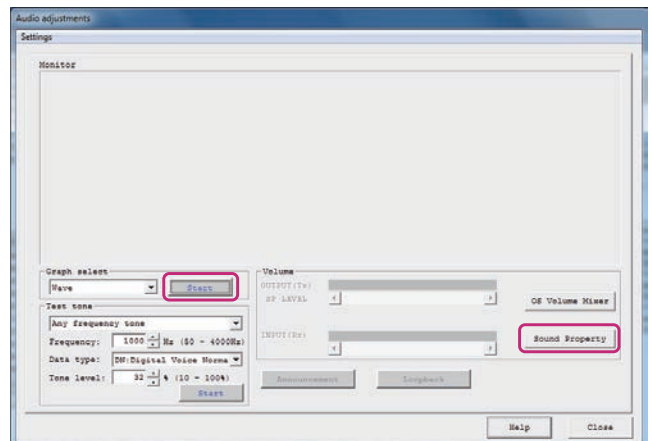 Audio adjustments
Settings
Monitor
Graph select
Wave
Start
Test tone
Any frequency tone
Frequency: 1000 Hz (50 - 4000Hz)
Data type: DN:Digital Voice Norma
Tone level: 32 % (10 - 100%)
Start
Volume
OUTPUT(Tx)
SP LEVEL
INPUT(Rx)
OS Volume Mixer
Sound Property
Announcement
Loopback
Help
Close